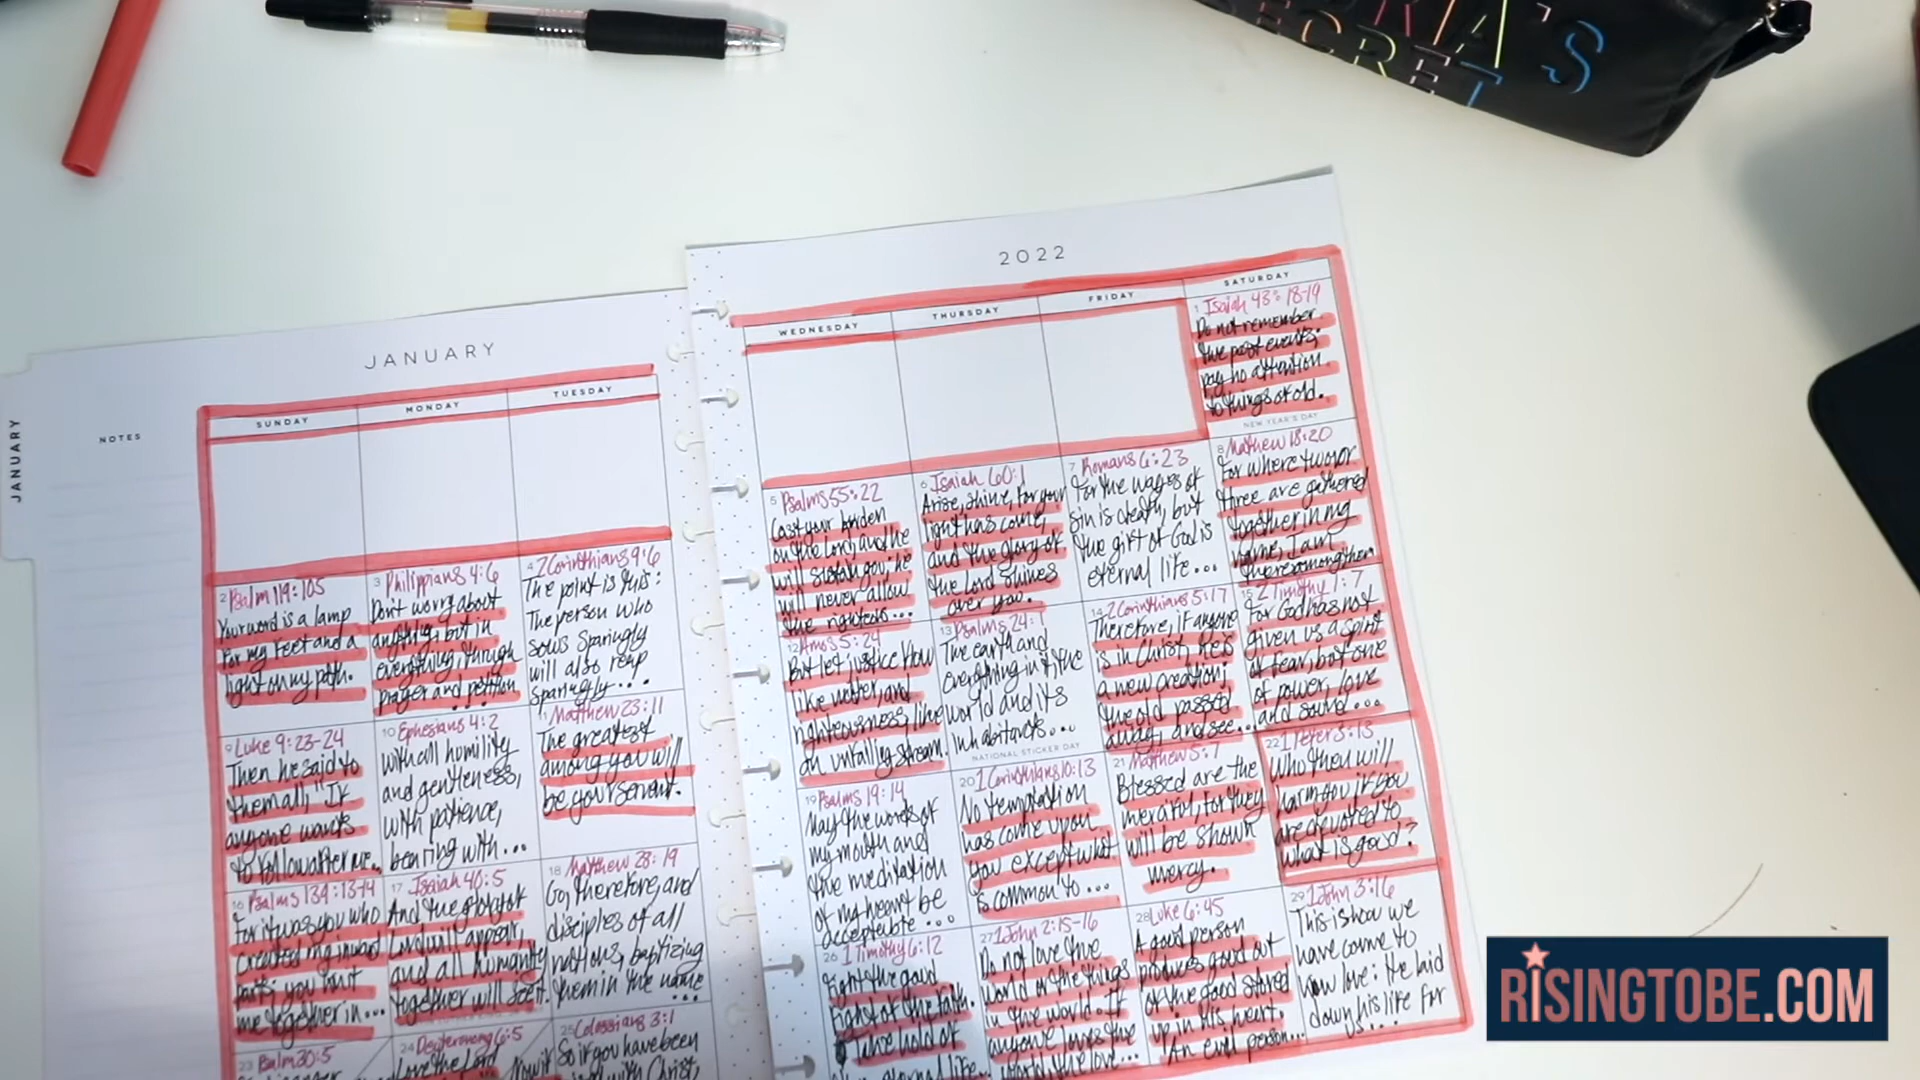 RIA'S
SECRET
JANUARY
JANUARY
NOTES
SUNDAY
MONDAY
TUESDAY
2 Psalm 119:105
Your word is a lamp
for my feet and a
light on my path.
3 Philippians 4:6
Don't worry about
anything, but in
everything, through
prayer and petition
...
4 2 Corinthians 9:6
The point is this:
The person who
sows sparingly
will also reap
sparingly...
9 Luke 9:23-24
Then he said to
them all, "If
anyone wants
to follow after me..
10 Ephesians 4:2
with all humility
and gentleness,
with patience,
bearing with...
11 Matthew 23:11
The greatest
among you will
be your servant.
16 Psalms 139:13-14
For it was you who
created my inward
parts; you knit
me together in...
17 Isaiah 40:5
And the glory of
Lord will appear,
and all humanity
together will see it.
18 Matthew 28:19
Go, therefore, and
disciples of all
nations, baptizing
them in the name
...
23 Psalm 30:5
24 Deuteronomy 6:5
Love the Lord
25 Colossians 3:1
So if you have been
with Christ,
2022
WEDNESDAY
THURSDAY
FRIDAY
SATURDAY
1 Isaiah 43:18-19
Do not remember
the past events;
pay no attention
to things of old.
NEW YEAR'S DAY
5 Psalms 55:22
Cast your burden
on the Lord, and he
will sustain you; he
will never allow
the righteous...
6 Isaiah 60:1
Arise, shine, for your
light has come,
and the glory of
the Lord shines
over you.
7 Romans 6:23
For the wages of
sin is death, but
the gift of God is
eternal life...
8 Matthew 18:20
For where two or
three are gathered
together in my
name, I am
there among them
12 Amos 5:24
But let justice flow
like water, and
righteousness, like
an unfailing stream.
13 Psalms 24:1
The earth and
everything in it, the
world and its
inhabitants...
NATIONAL STICKER DAY
14 2 Corinthians 5:17
Therefore, if anyone
is in Christ, he is
a new creation;
the old passed
away, and see...
15 2 Timothy 1:7
For God has not
given us a spirit
of fear, but one
of power, love
and sound...
19 Psalms 19:14
May the words of
my mouth and
the meditation
of my heart be
acceptable...
20 1 Corinthians 10:13
No temptation
has come upon
you except what
is common to...
21 Matthew 5:7
Blessed are the
merciful, for they
will be shown
mercy.
22 1 Peter 3:13
Who then will
harm you if you
are devoted to
what is good?
26 1 Timothy 6:12
Fight the good
fight of the faith.
Take hold of
eternal life..
27 1 John 2:15-16
Do not love the
world or the things
in the world. If
anyone loves the
world, the love...
28 Luke 6:45
A good person
produces good out
of the good stored
up in his heart.
An evil person...
29 1 John 3:16
This is how we
have come to
know love: He laid
down his life for
us...
RISINGTOBE.COM